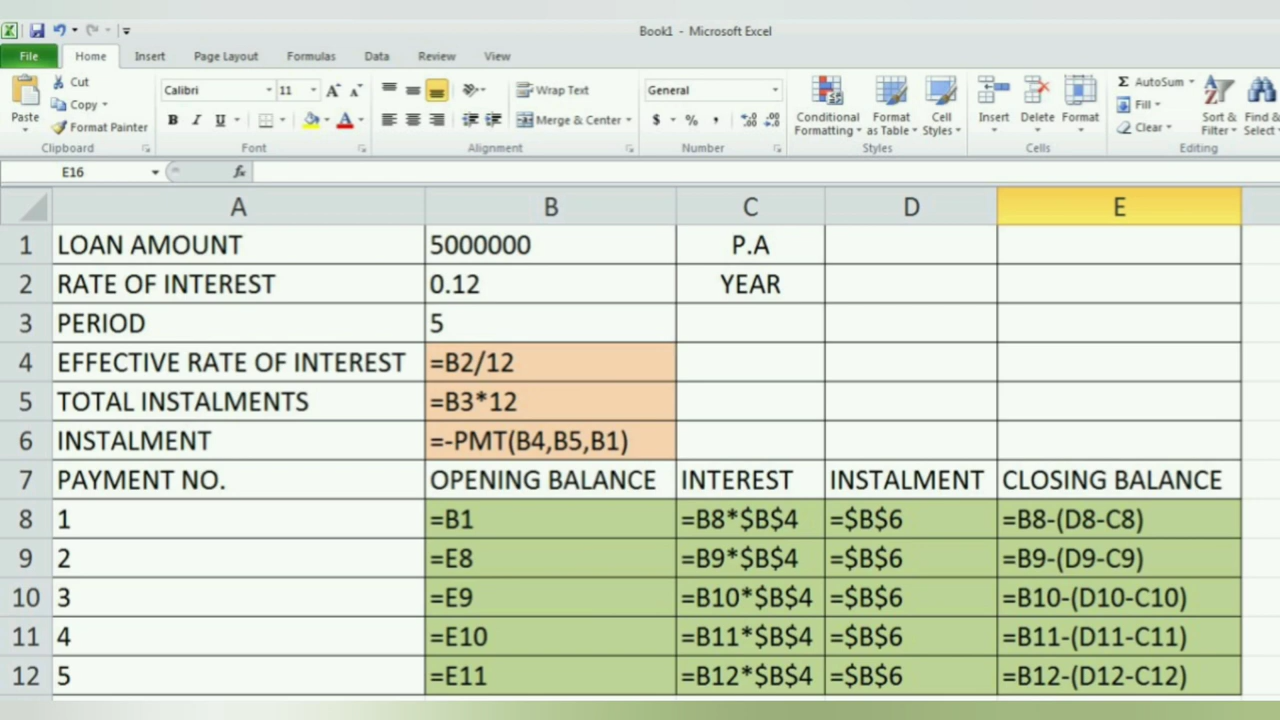 Book1 - Microsoft Excel
File Home Insert Page Layout Formulas Data Review View
Paste Cut Copy Format Painter Clipboard
Calibri 11 A A B I U A Font
Wrap Text Merge & Center Alignment
General $ % , .0 .00 .00 .0 Number
Conditional Formatting Format as Table Cell Styles Styles
Insert Delete Format Cells
Σ AutoSum Fill Clear Sort & Filter Find & Select Editing
E16 fx
A B C D E
1 LOAN AMOUNT 5000000 P.A
2 RATE OF INTEREST 0.12 YEAR
3 PERIOD 5
4 EFFECTIVE RATE OF INTEREST =B2/12
5 TOTAL INSTALMENTS =B3*12
6 INSTALMENT =-PMT(B4,B5,B1)
7 PAYMENT NO. OPENING BALANCE INTEREST INSTALMENT CLOSING BALANCE
8 1 =B1 =B8*$B$4 =$B$6 =B8-(D8-C8)
9 2 =E8 =B9*$B$4 =$B$6 =B9-(D9-C9)
10 3 =E9 =B10*$B$4 =$B$6 =B10-(D10-C10)
11 4 =E10 =B11*$B$4 =$B$6 =B11-(D11-C11)
12 5 =E11 =B12*$B$4 =$B$6 =B12-(D12-C12)